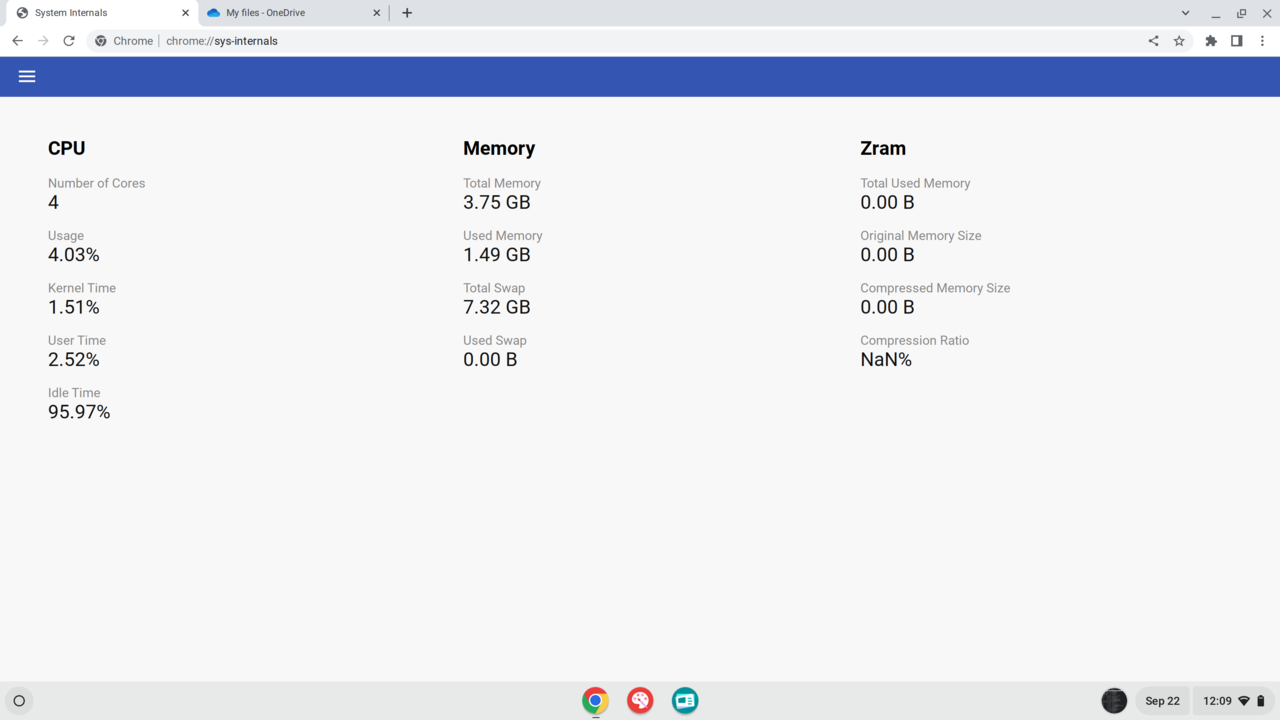 System Internals
My files - OneDrive
Chrome
chrome://sys-internals
CPU
Number of Cores
4
Usage
4.03%
Kernel Time
1.51%
User Time
2.52%
Idle Time
95.97%
Memory
Total Memory
3.75 GB
Used Memory
1.49 GB
Total Swap
7.32 GB
Used Swap
0.00 B
Zram
Total Used Memory
0.00 B
Original Memory Size
0.00 B
Compressed Memory Size
0.00 B
Compression Ratio
NaN%
Sep 22
12:09